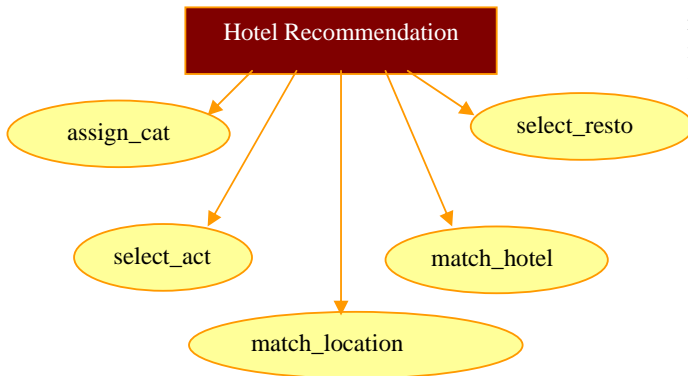 Hotel Recommendation
assign_cat
select_resto
select_act
match_hotel
match_location